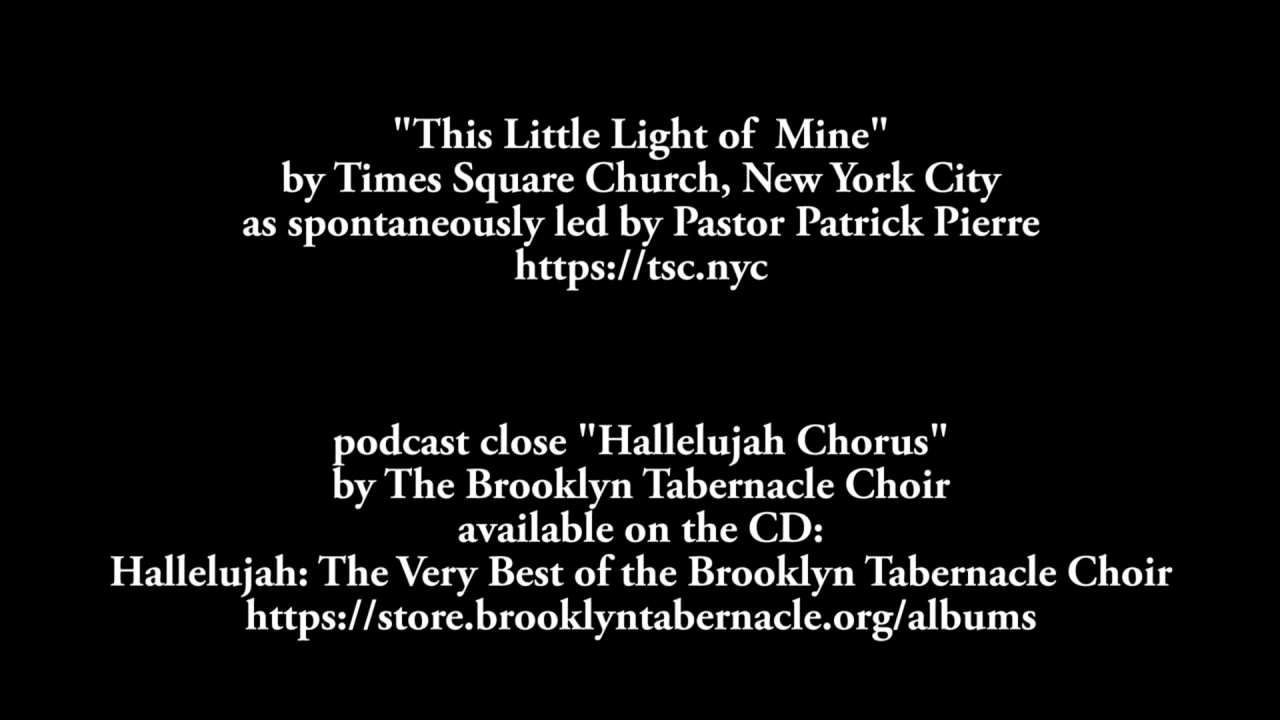 "This Little Light of  Mine"
by Times Square Church, New York City
as spontaneously led by Pastor Patrick Pierre
https://tsc.nyc
podcast close "Hallelujah Chorus"
by The Brooklyn Tabernacle Choir
available on the CD:
Hallelujah: The Very Best of the Brooklyn Tabernacle Choir
https://store.brooklyntabernacle.org/albums